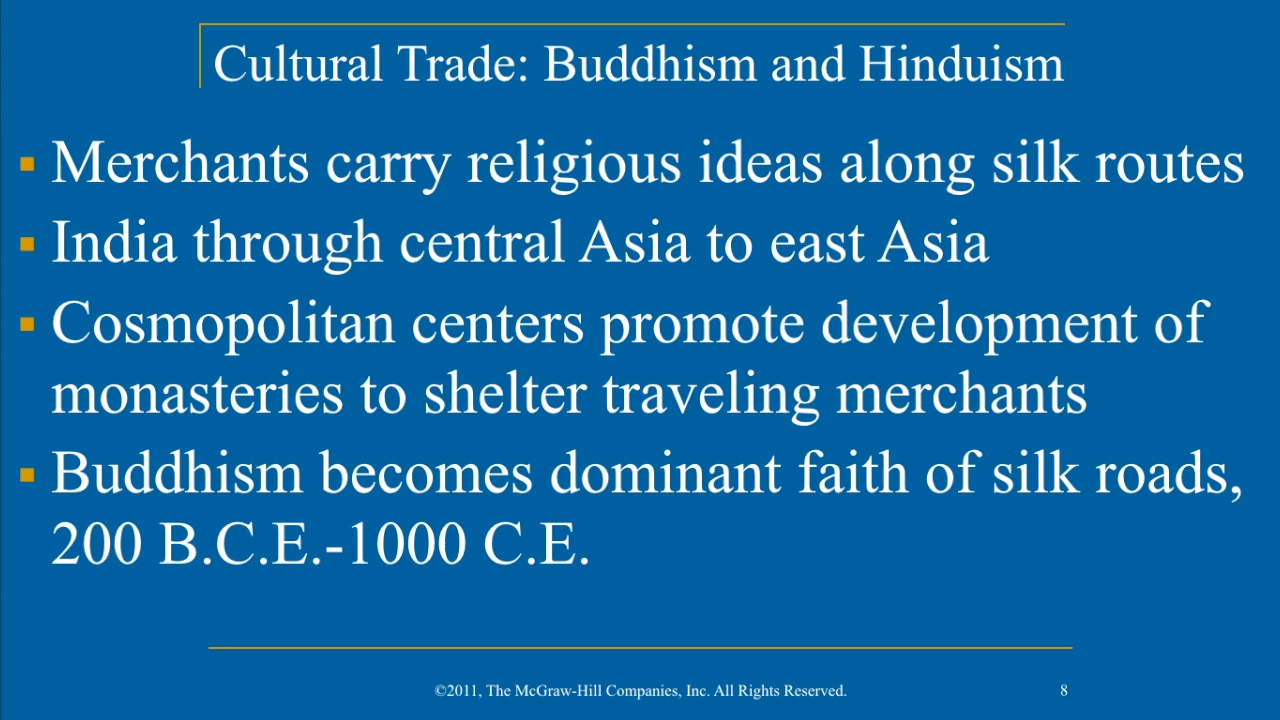 Cultural Trade: Buddhism and Hinduism
▪ Merchants carry religious ideas along silk routes
▪ India through central Asia to east Asia
▪ Cosmopolitan centers promote development of
monasteries to shelter traveling merchants
▪ Buddhism becomes dominant faith of silk roads,
200 B.C.E.-1000 C.E.
©2011, The McGraw-Hill Companies, Inc. All Rights Reserved.
8